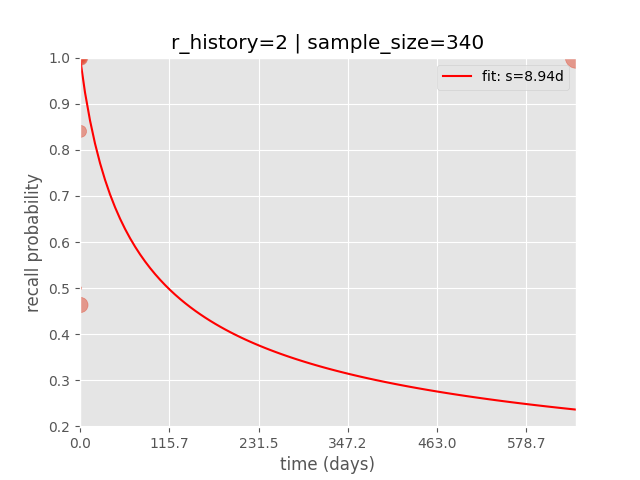 r_history=2 | sample_size=340
fit: s=8.94d
1.0
0.9
0.8
0.7
0.6
0.5
0.4
0.3
0.2
recall probability
0.0 115.7 231.5 347.2 463.0 578.7
time (days)